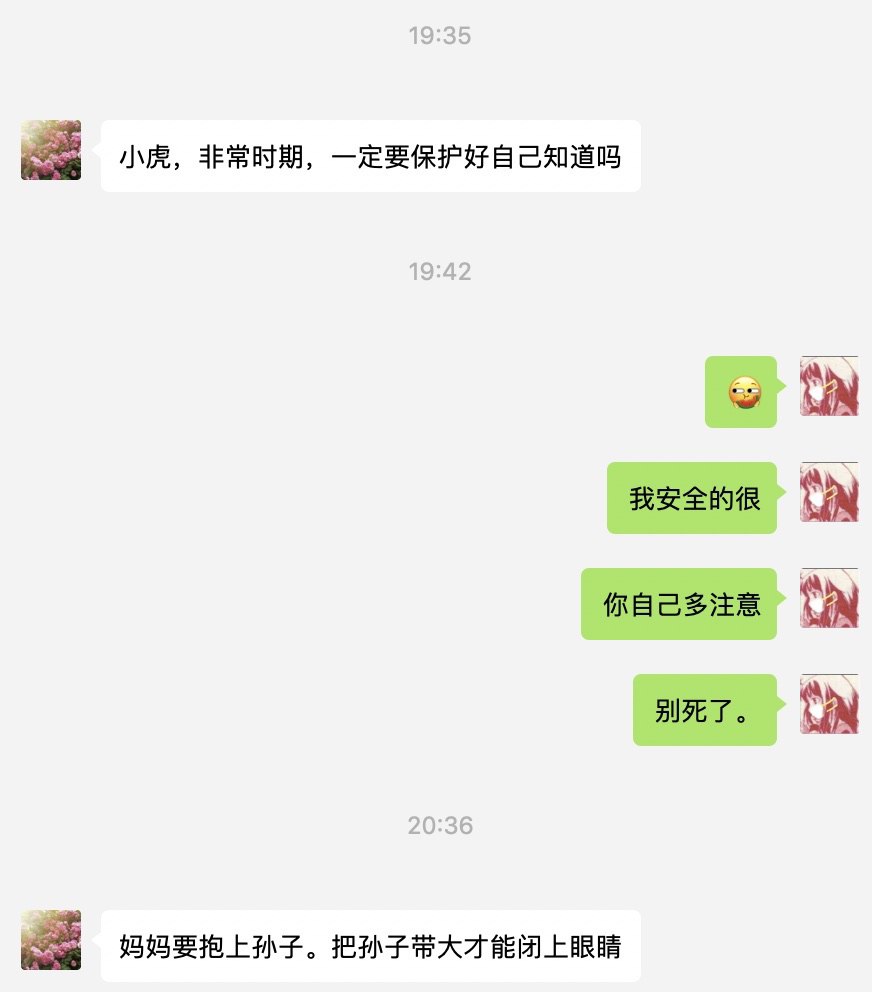 19:35
小虎，非常时期，一定要保护好自己知道吗
19:42
我安全的很
你自己多注意
别死了。
20:36
妈妈要抱上孙子。把孙子带大才能闭上眼睛